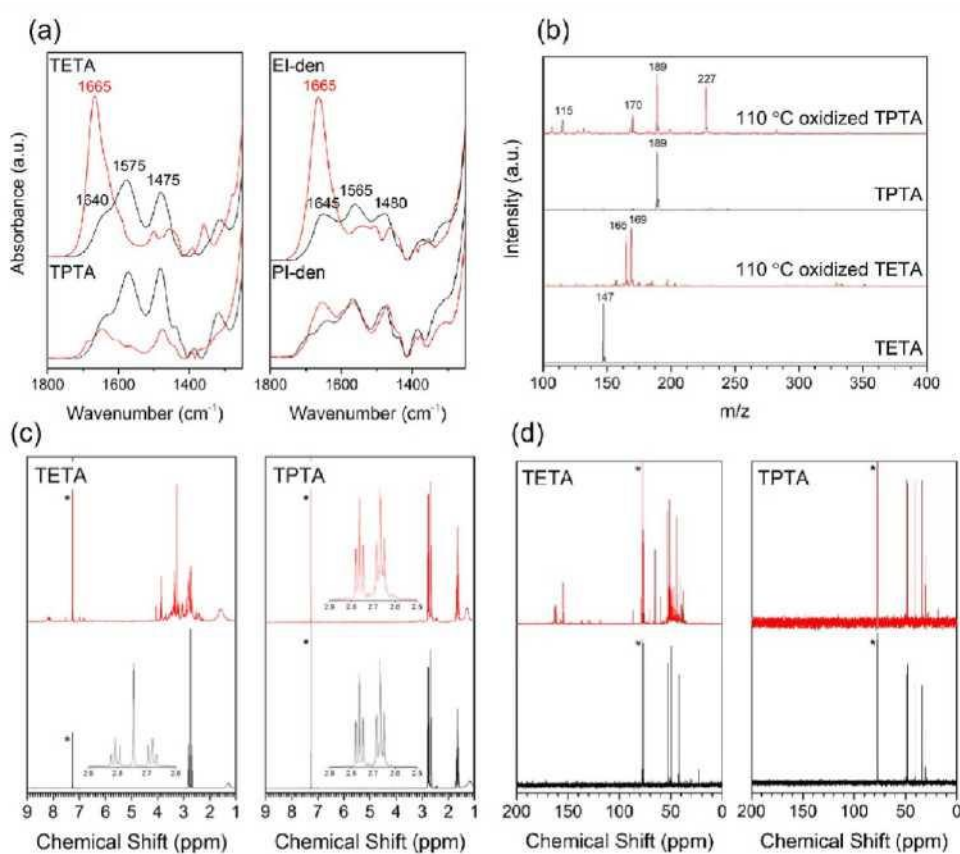 (a)
TETA
1665
1575
1640
1475
TPTA
Absorbance (a.u.)
1800 1600 1400
Wavenumber (cm-1)
EI-den
1665
1645
1565
1480
PI-den
1800 1600 1400
Wavenumber (cm-1)
(b)
189
227
115
170
110 °C oxidized TPTA
189
TPTA
169
110 °C oxidized TETA
147
TETA
Intensity (a.u.)
100 150 200 250 300 350 400
m/z
(c)
TETA
*
*
9 8 7 6 5 4 3 2 1
Chemical Shift (ppm)
TPTA
*
*
9 8 7 6 5 4 3 2 1
Chemical Shift (ppm)
(d)
TETA
*
*
200 150 100 50 0
Chemical Shift (ppm)
TPTA
*
*
200 150 100 50 0
Chemical Shift (ppm)